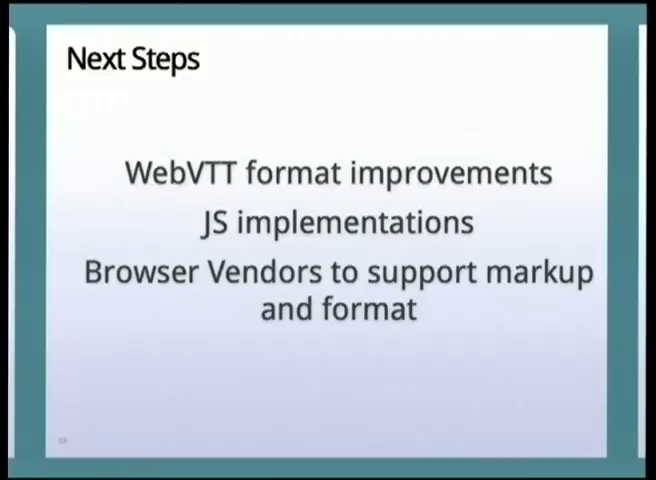 Next Steps
WebVTT format improvements
JS implementations
Browser Vendors to support markup
and format